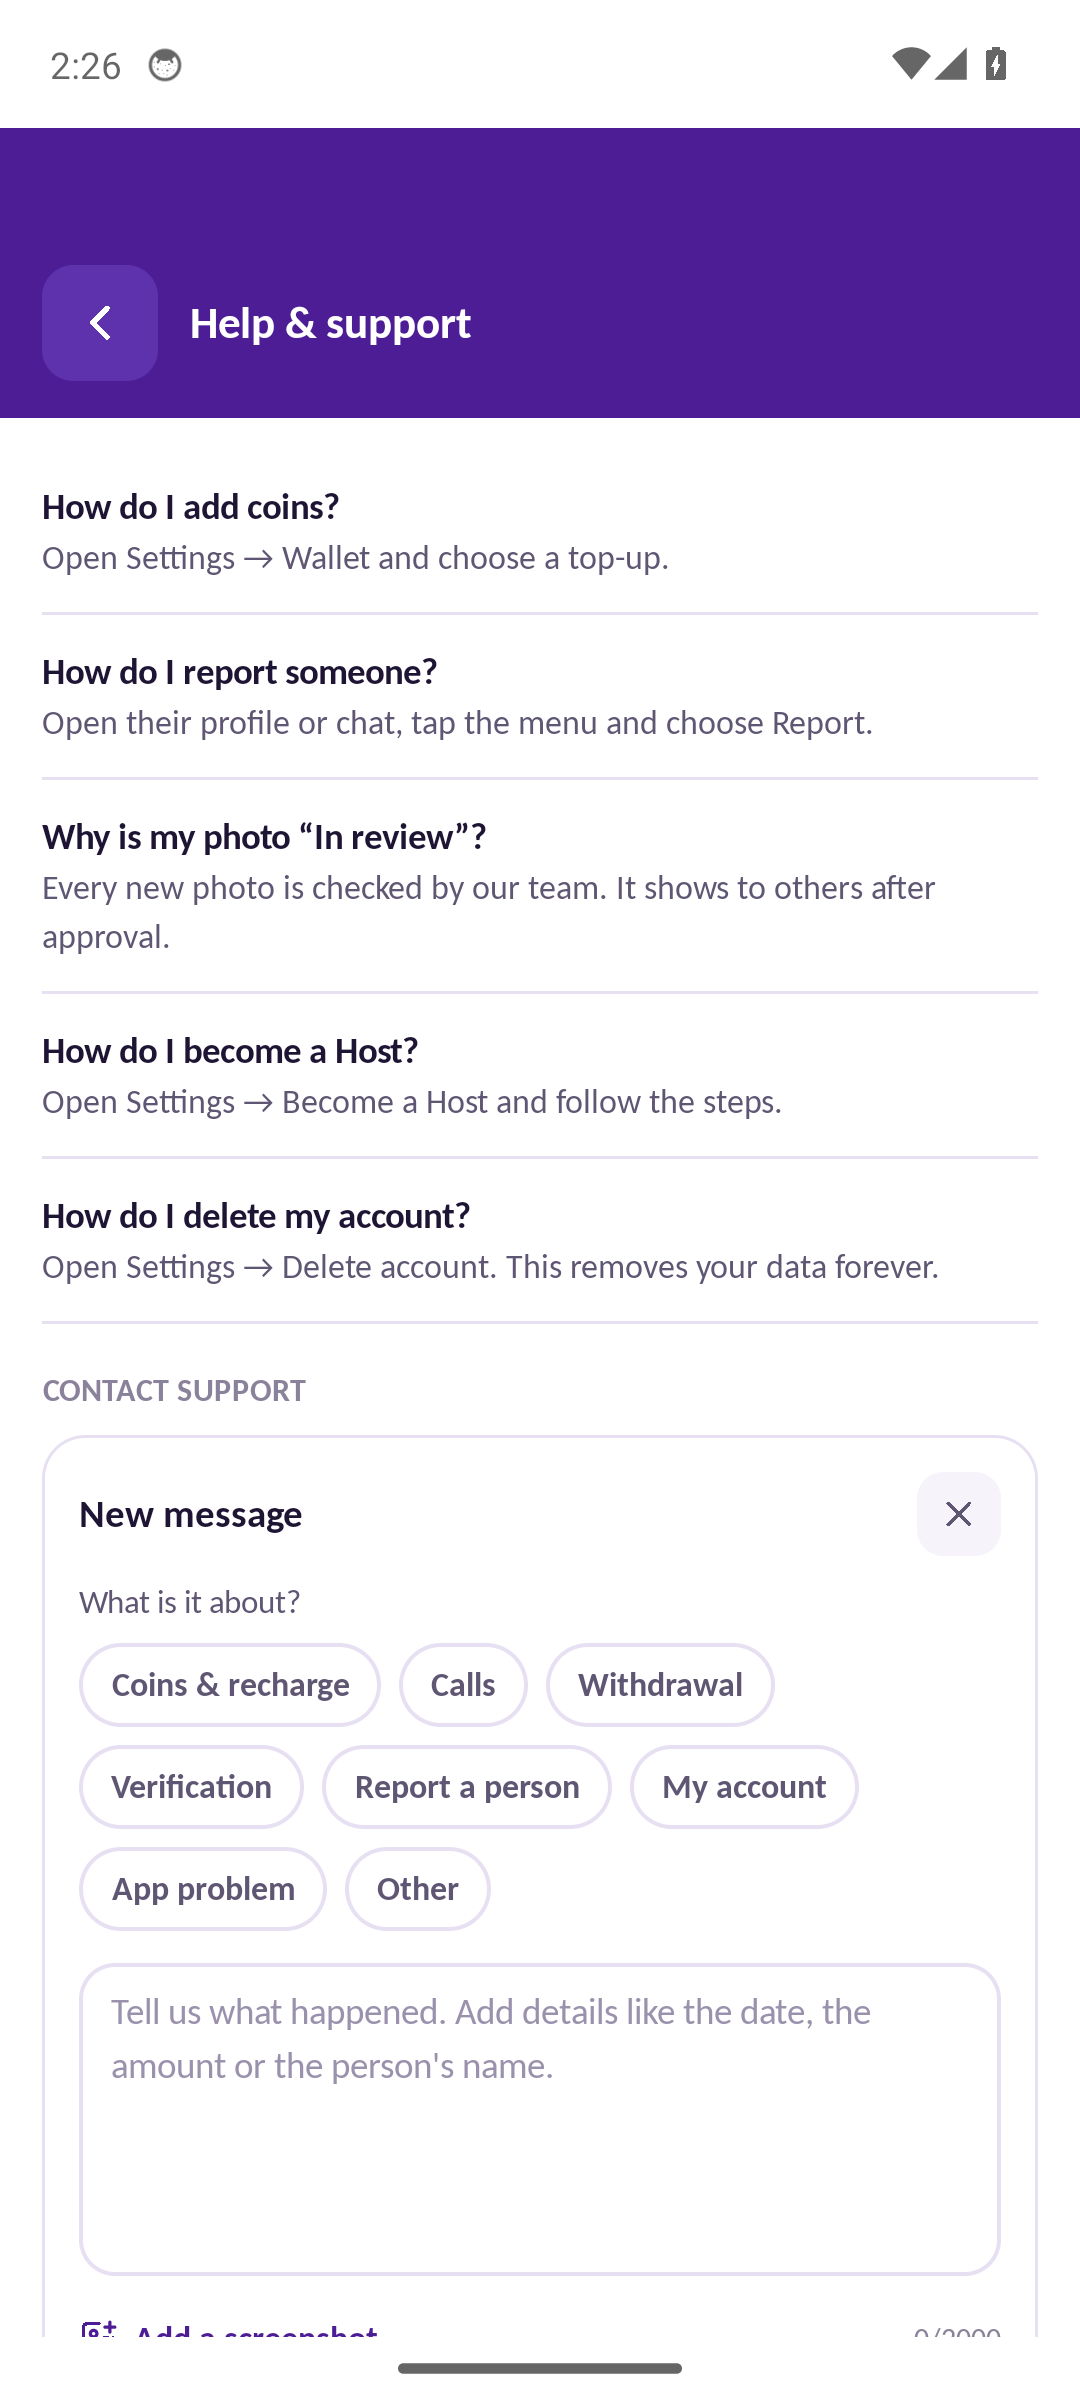 2:26
Help & support
How do I add coins?
Open Settings → Wallet and choose a top-up.
How do I report someone?
Open their profile or chat, tap the menu and choose Report.
Why is my photo “In review”?
Every new photo is checked by our team. It shows to others after
approval.
How do I become a Host?
Open Settings → Become a Host and follow the steps.
How do I delete my account?
Open Settings → Delete account. This removes your data forever.
CONTACT SUPPORT
New message
What is it about?
Coins & recharge Calls Withdrawal
Verification Report a person My account
App problem Other
Tell us what happened. Add details like the date, the
amount or the person's name.
Add a screenshot 0/2000